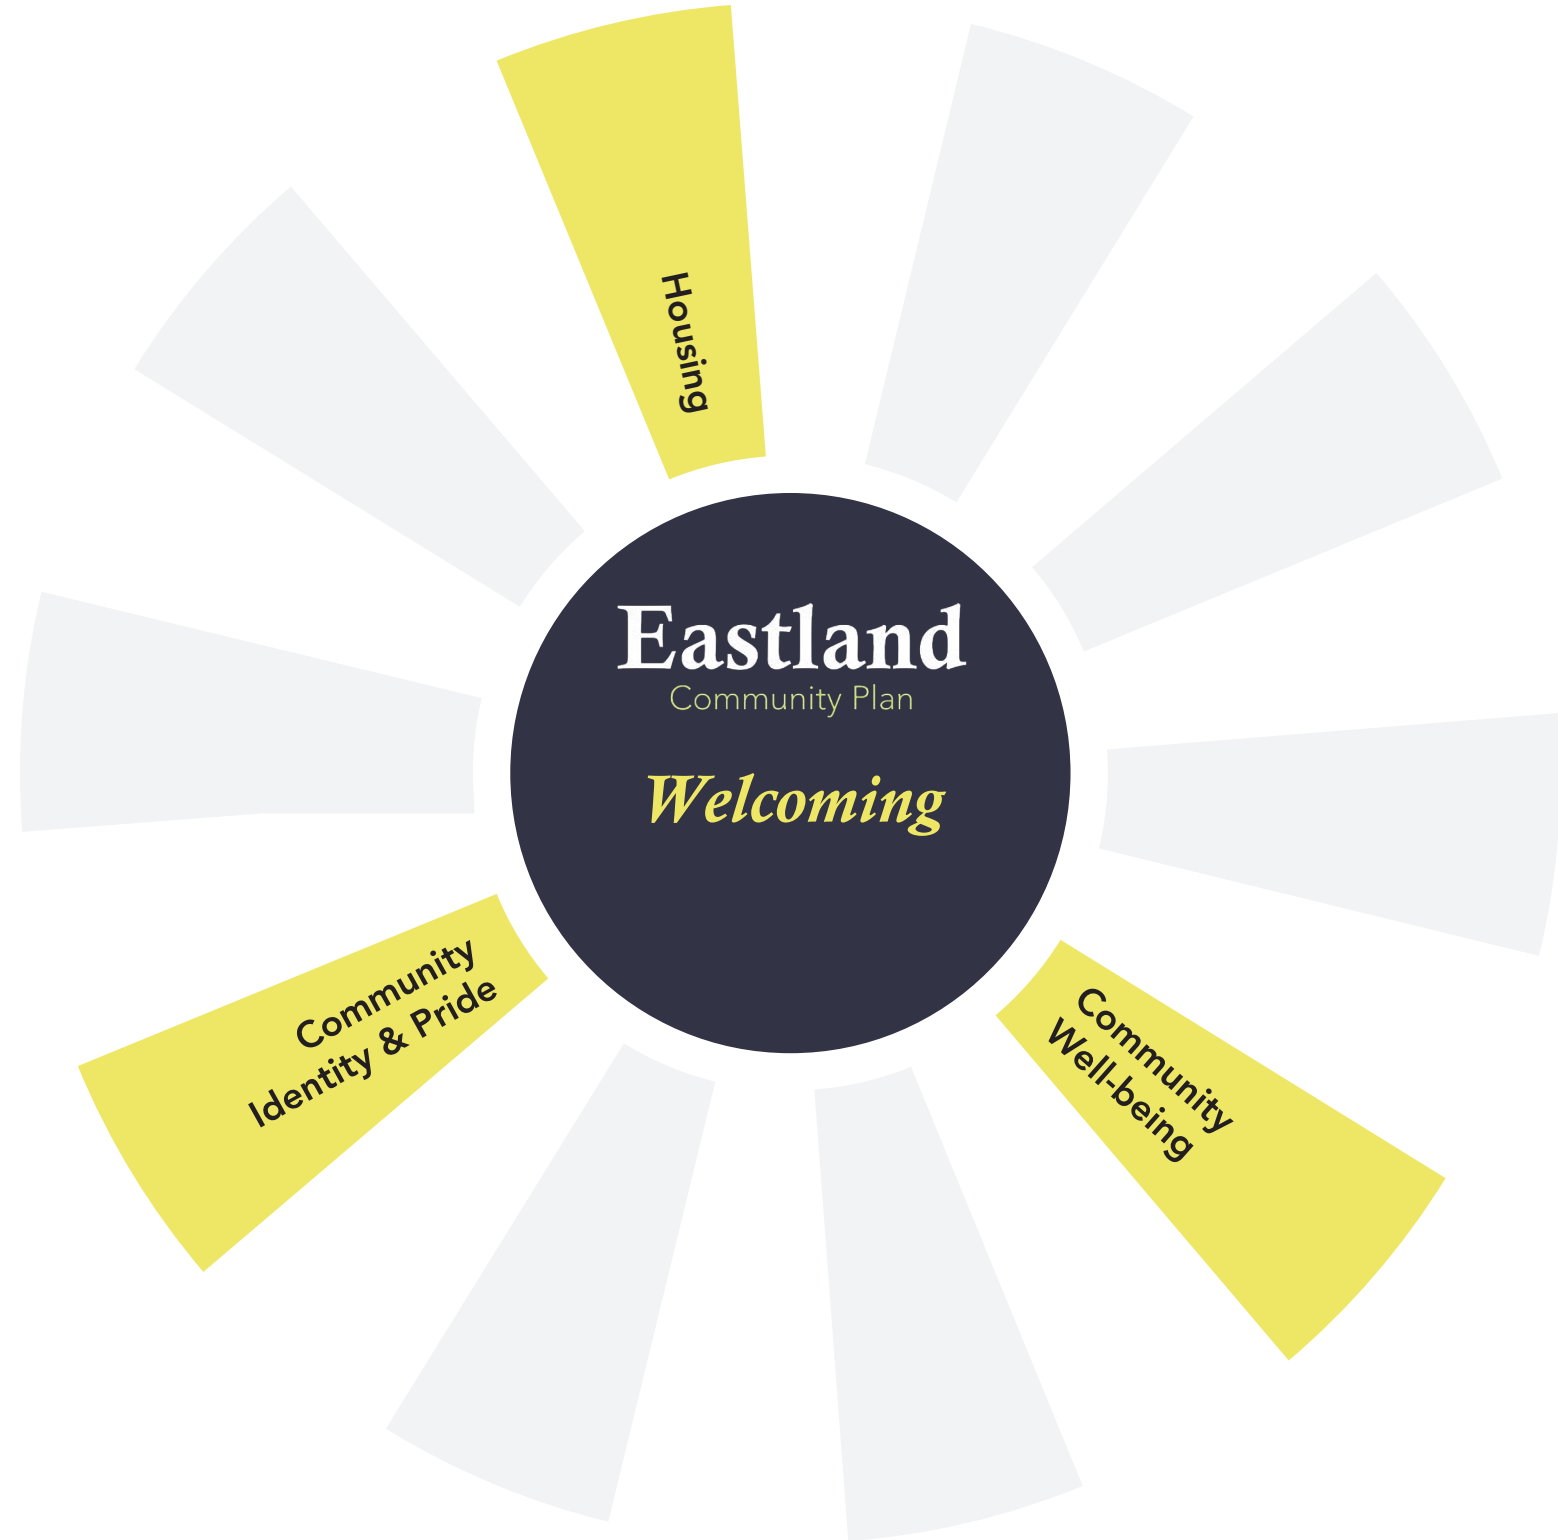 Housing
Eastland
Community Plan
Welcoming
Community
Identity & Pride
Community
Well-being